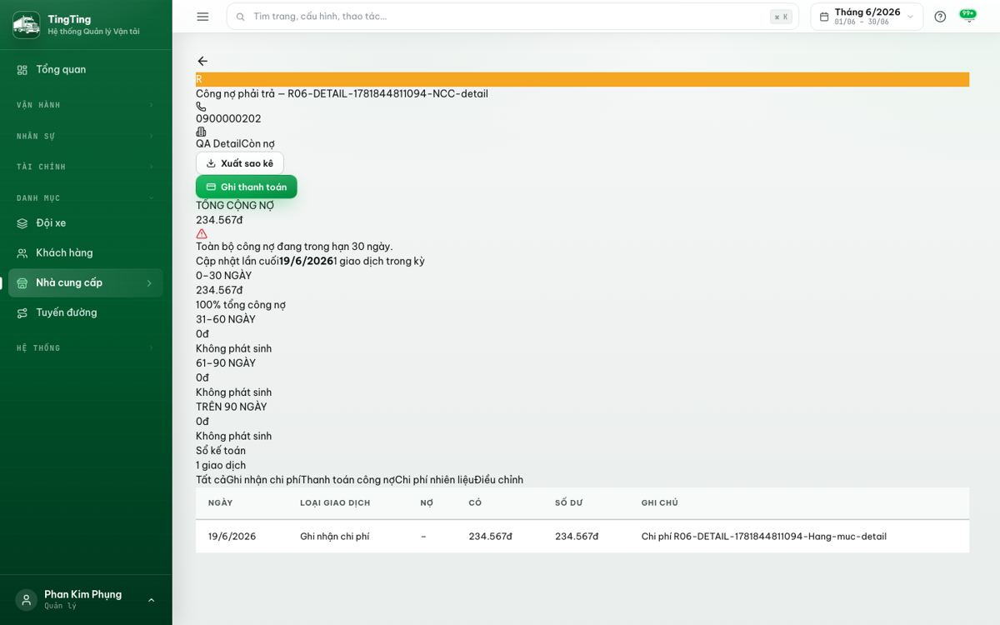 TingTing
Hệ thống Quản lý Vận tải
Tìm trang, cấu hình, thao tác...
⌘ K
Tháng 6/2026
01/06 – 30/06
99+
Tổng quan
VẬN HÀNH
NHÂN SỰ
TÀI CHÍNH
DANH MỤC
Đội xe
Khách hàng
Nhà cung cấp
Tuyến đường
HỆ THỐNG
Phan Kim Phụng
Quản lý
R
Công nợ phải trả — R06-DETAIL-1781844811094-NCC-detail
0900000202
QA DetailCòn nợ
Xuất sao kê
Ghi thanh toán
TỔNG CỘNG NỢ
234.567đ
Toàn bộ công nợ đang trong hạn 30 ngày.
Cập nhật lần cuối19/6/20261 giao dịch trong kỳ
0–30 NGÀY
234.567đ
100% tổng công nợ
31–60 NGÀY
0đ
Không phát sinh
61–90 NGÀY
0đ
Không phát sinh
TRÊN 90 NGÀY
0đ
Không phát sinh
Sổ kế toán
1 giao dịch
Tất cảGhi nhận chi phíThanh toán công nợChi phí nhiên liệuĐiều chỉnh
NGÀY LOẠI GIAO DỊCH NỢ CÓ SỐ DƯ GHI CHÚ
19/6/2026 Ghi nhận chi phí – 234.567đ 234.567đ Chi phí R06-DETAIL-1781844811094-Hang-muc-detail